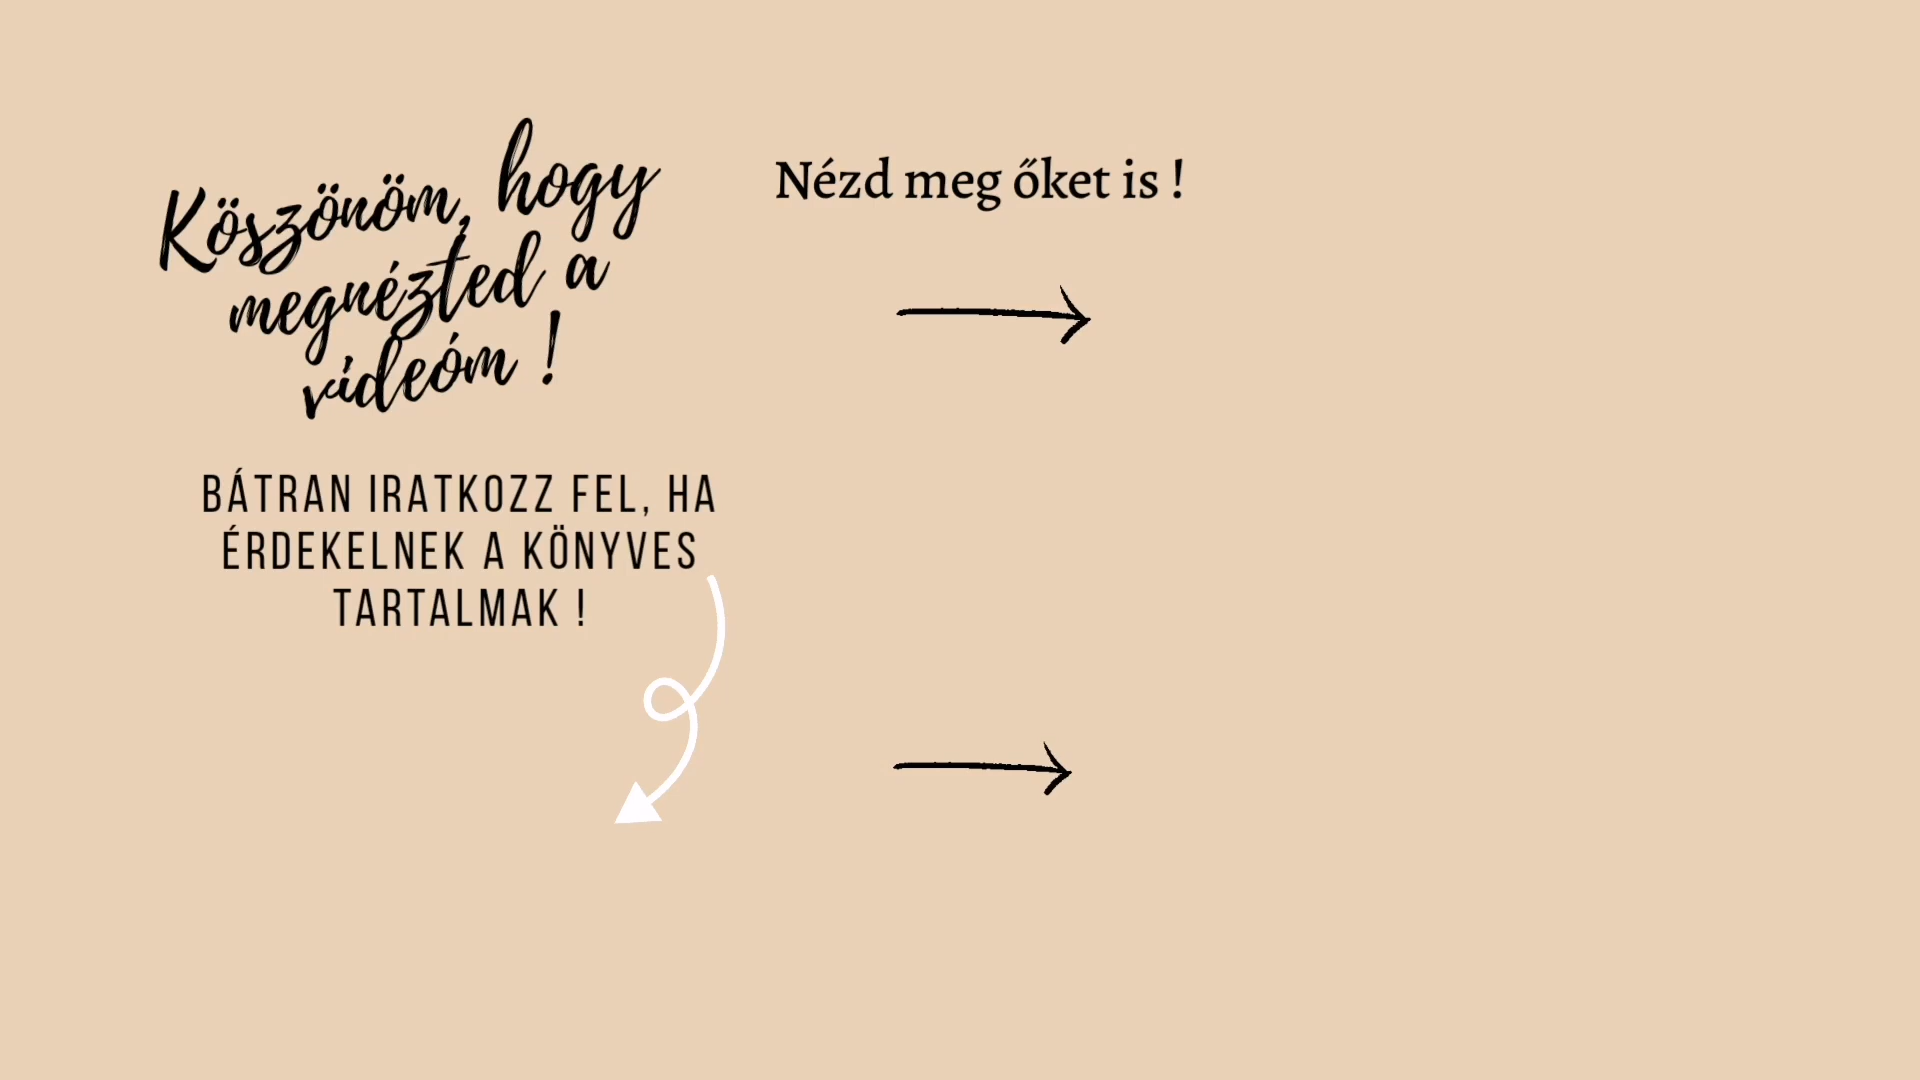 Köszönöm, hogy
megnézted a
videóm !
BÁTRAN IRATKOZZ FEL, HA
ÉRDEKELNEK A KÖNYVES
TARTALMAK !
Nézd meg őket is !